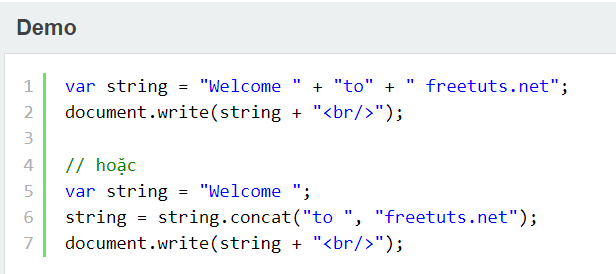 Demo
1 var string = "Welcome " + "to" + " freetuts.net";
2 document.write(string + "<br/>");
3
4 // hoặc
5 var string = "Welcome ";
6 string = string.concat("to ", "freetuts.net");
7 document.write(string + "<br/>");